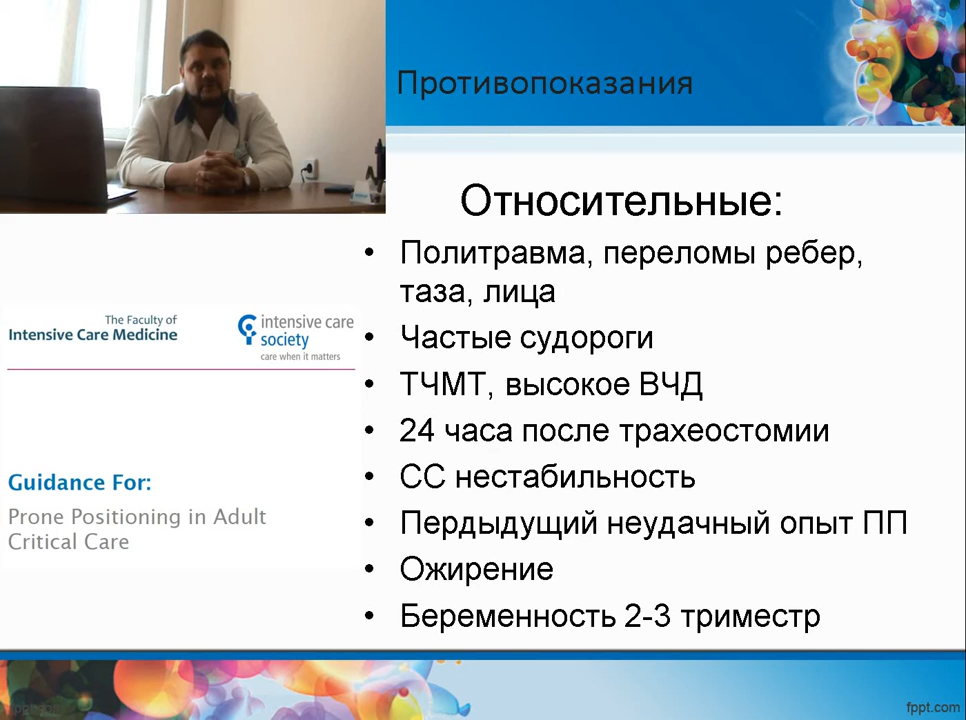 Противопоказания
Относительные:
• Политравма, переломы ребер,
таза, лица
• Частые судороги
• ТЧМТ, высокое ВЧД
• 24 часа после трахеостомии
• СС нестабильность
• Пердыдущий неудачный опыт ПП
• Ожирение
• Беременность 2-3 триместр
The Faculty of
Intensive Care Medicine
intensive care
society
care when it matters
Guidance For:
Prone Positioning in Adult
Critical Care
fppt.com